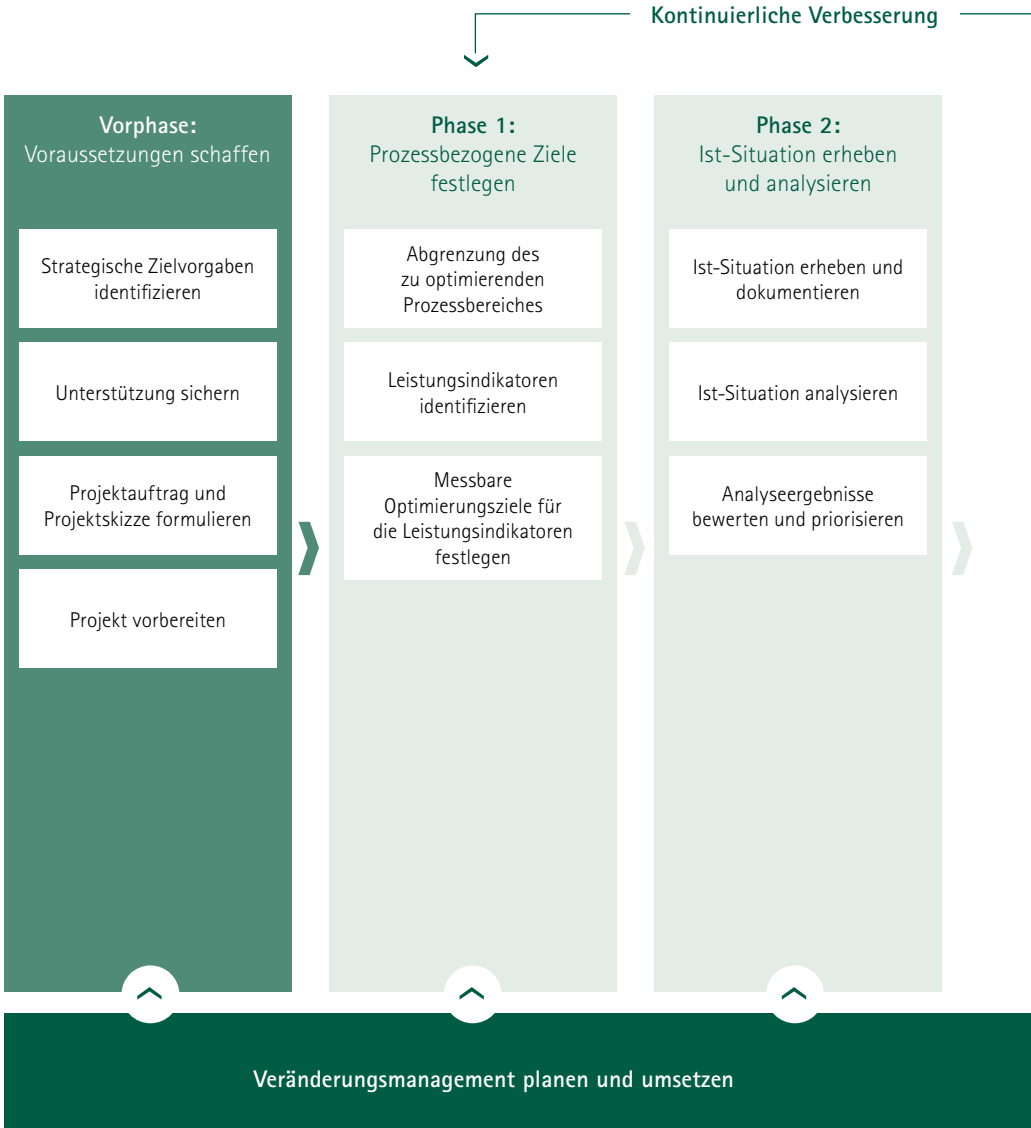 Kontinuierliche Verbesserung
Vorphase:
Voraussetzungen schaffen
Strategische Zielvorgaben
identifizieren
Unterstützung sichern
Projektauftrag und
Projektskizze formulieren
Projekt vorbereiten
Phase 1:
Prozessbezogene Ziele
festlegen
Abgrenzung des
zu optimierenden
Prozessbereiches
Leistungsindikatoren
identifizieren
Messbare
Optimierungsziele für
die Leistungsindikatoren
festlegen
Phase 2:
Ist-Situation erheben
und analysieren
Ist-Situation erheben und
dokumentieren
Ist-Situation analysieren
Analyseergebnisse
bewerten und priorisieren
Veränderungsmanagement planen und umsetzen